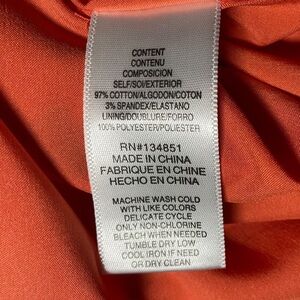 CONTENT
CONTENU
COMPOSICION
SELF/SOI/EXTERIOR
97% COTTON/ALGODON/COTON
3% SPANDEX/ELASTANO
LINING/DOUBLURE/FORRO
100% POLYESTER/POLIESTER
RN#134851
MADE IN CHINA
FABRIQUE EN CHINE
HECHO EN CHINA
MACHINE WASH COLD
WITH LIKE COLORS
DELICATE CYCLE
ONLY NON-CHLORINE
BLEACH WHEN NEEDED
TUMBLE DRY LOW
COOL IRON IF NEED
OR DRY CLEAN